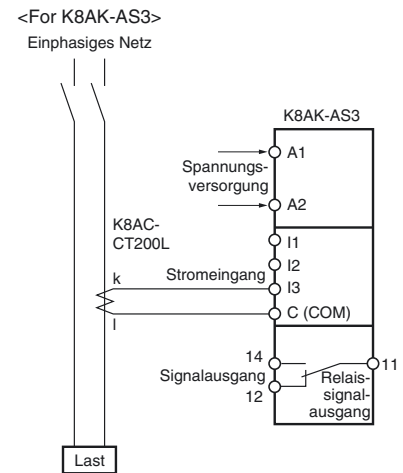 <For K8AK-AS3>
Einphasiges Netz
K8AK-AS3
A1
Spannungs-
versorgung
A2
K8AC-
CT200L
I1
I2
k
Stromeingang
I3
l
C (COM)
14
11
Signalausgang
Relais-
signal-
ausgang
12
Last